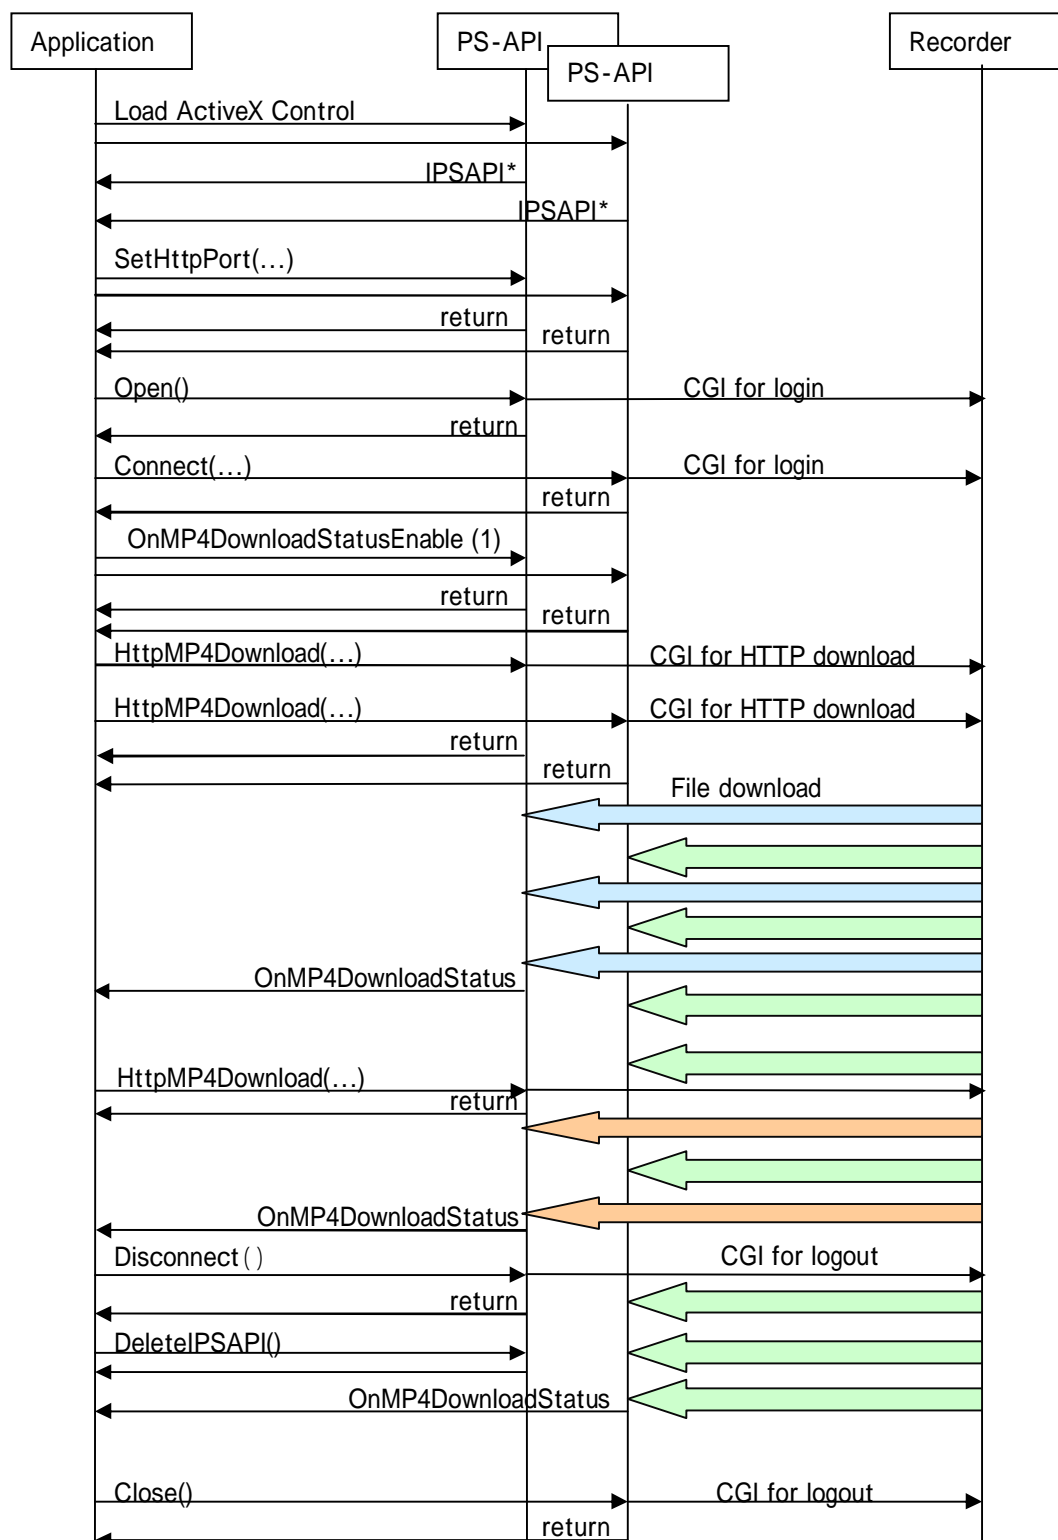 Application
PS-API
PS-API
Recorder
Load ActiveX Control
IPSAPI*
IPSAPI*
SetHttpPort(...)
return
return
Open()
CGI for login
return
Connect(...)
CGI for login
return
OnMP4DownloadStatusEnable (1)
return
return
HttpMP4Download(...)
CGI for HTTP download
HttpMP4Download(...)
CGI for HTTP download
return
return
File download
OnMP4DownloadStatus
HttpMP4Download(...)
return
OnMP4DownloadStatus
Disconnect()
CGI for logout
return
DeleteIPSAPI()
OnMP4DownloadStatus
Close()
CGI for logout
return